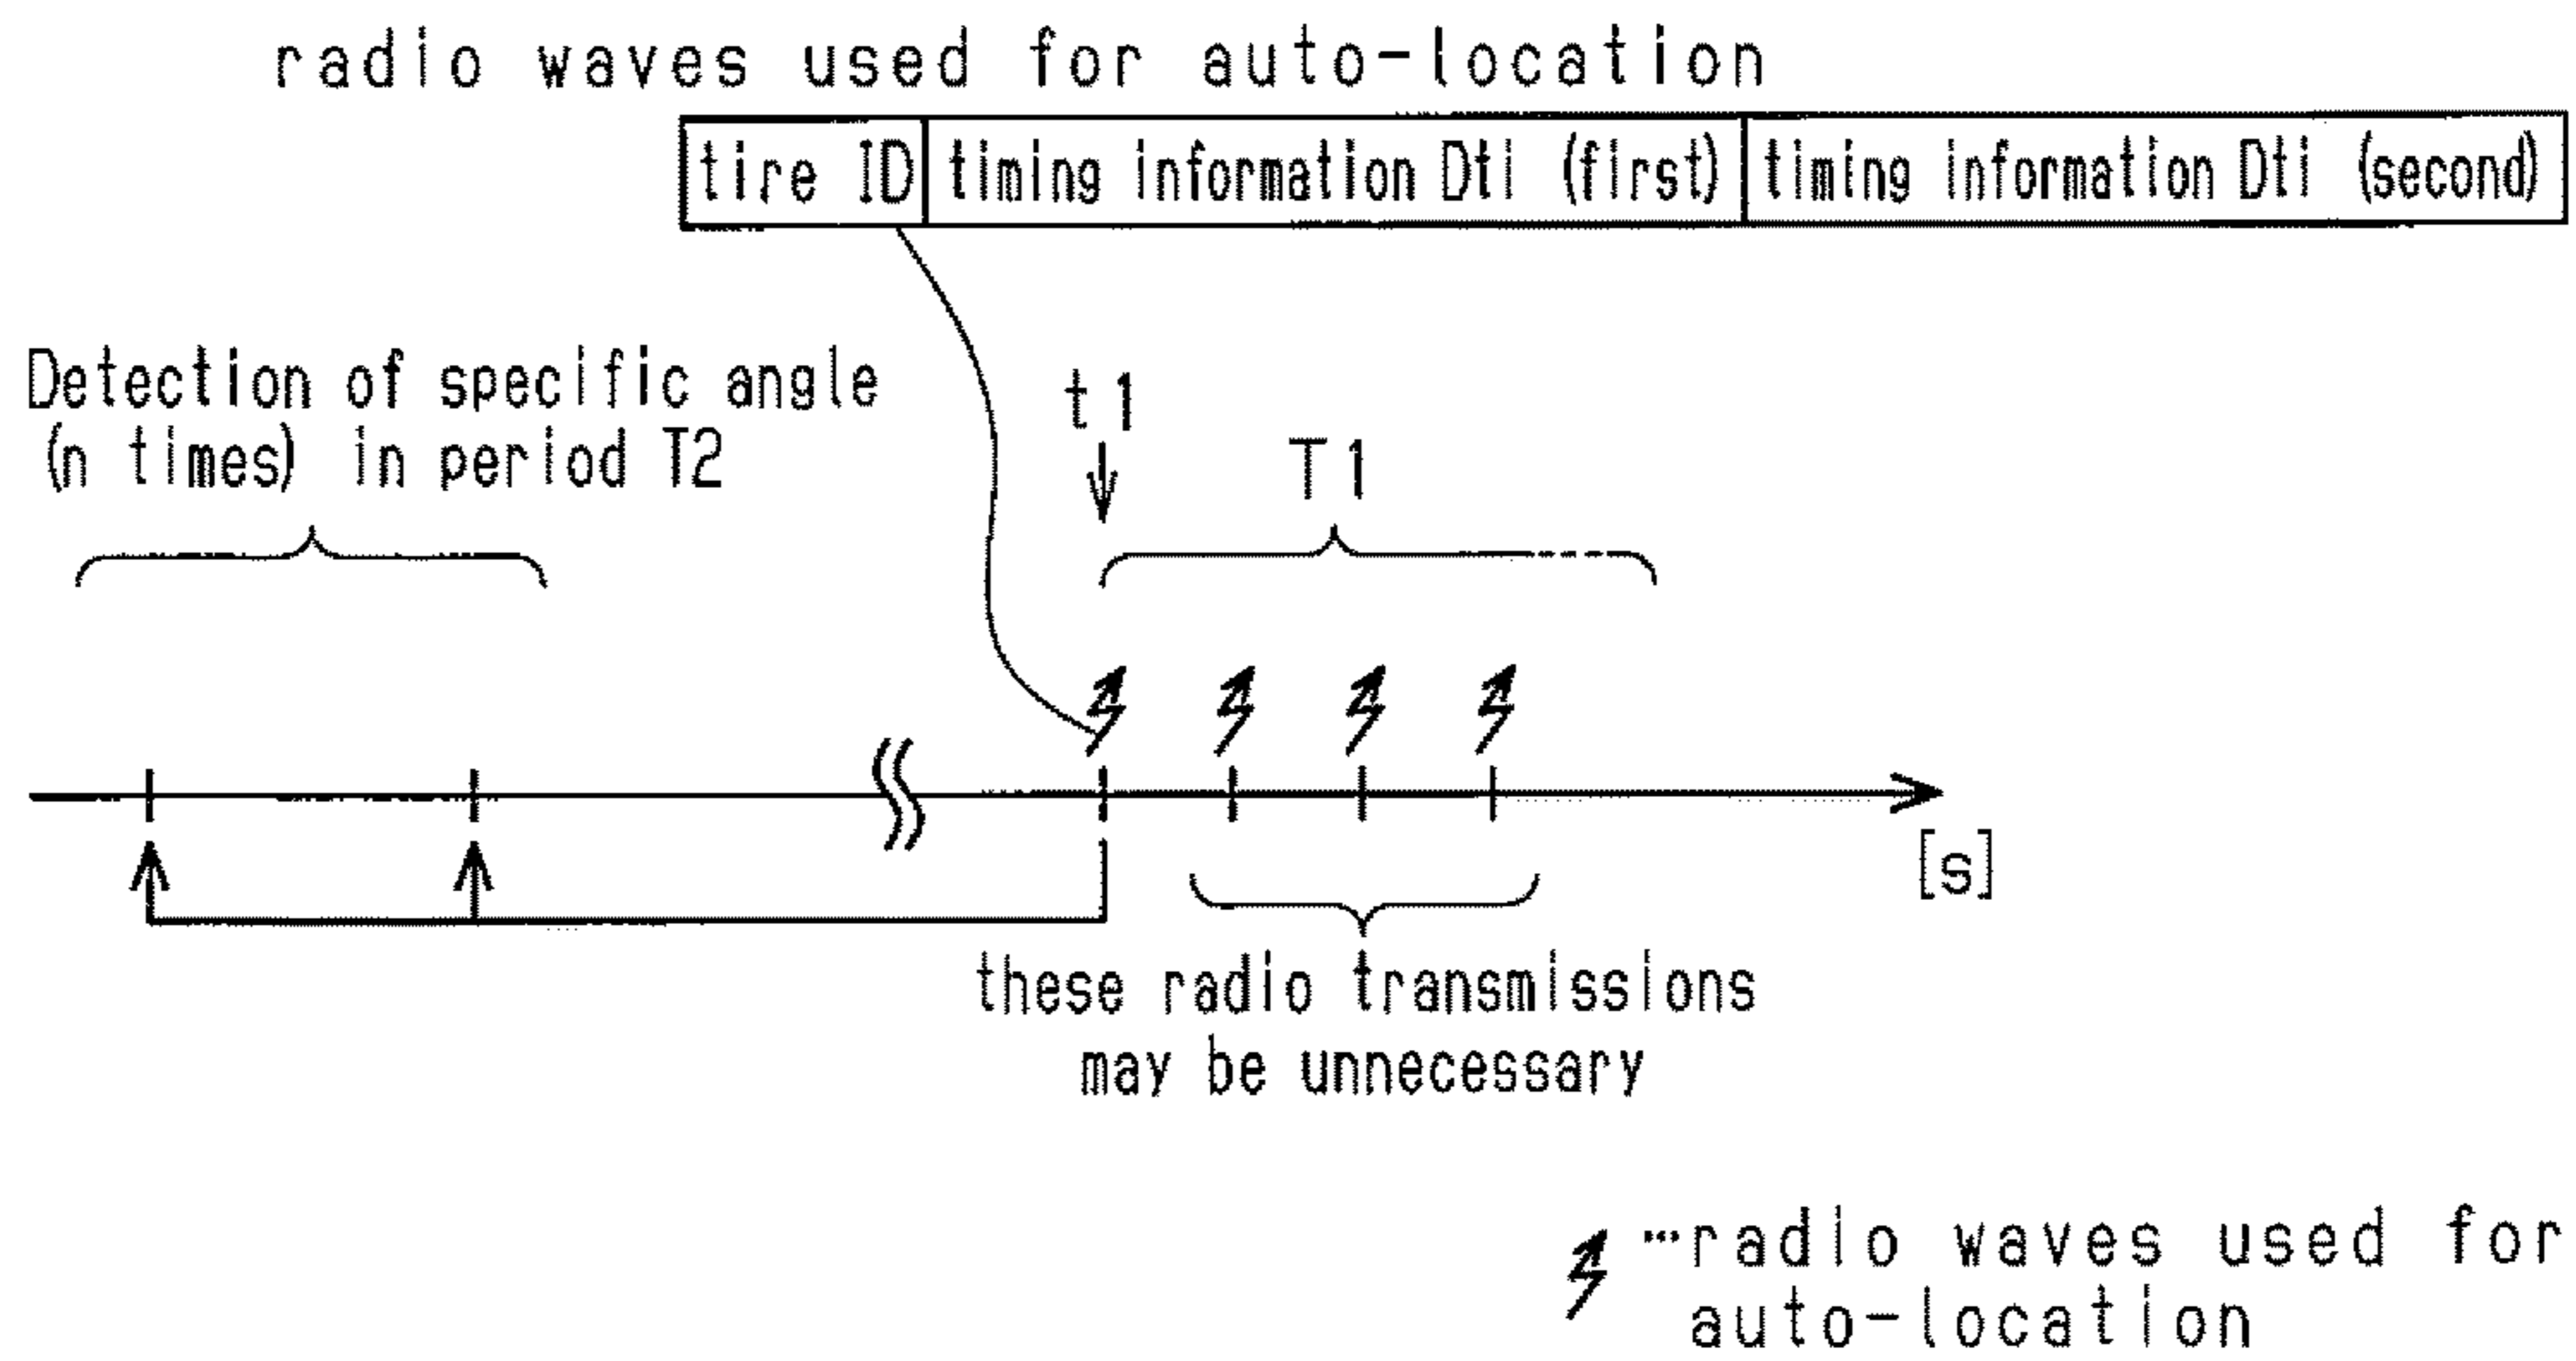 radio waves used for auto-location
tire ID timing information Dti (first) timing information Dti (second)
Detection of specific angle
(n times) in period T2
t1
T1
[s]
these radio transmissions
may be unnecessary
…radio waves used for
auto-location